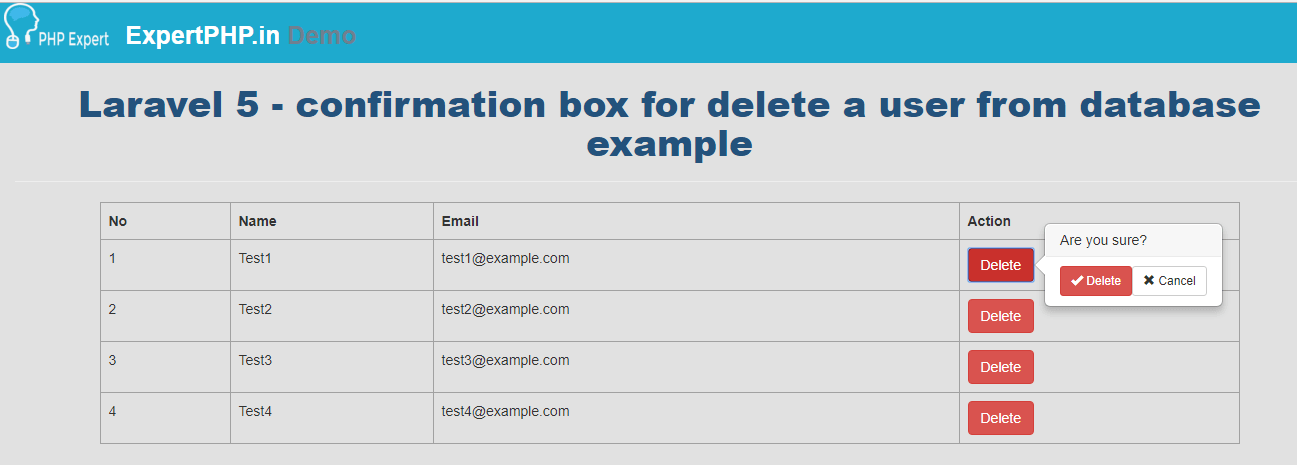 PHP Expert ExpertPHP.in Demo
Laravel 5 - confirmation box for delete a user from database
example
No Name Email Action
Are you sure?
1 Test1 test1@example.com Delete
Delete Cancel
2 Test2 test2@example.com Delete
3 Test3 test3@example.com Delete
4 Test4 test4@example.com Delete